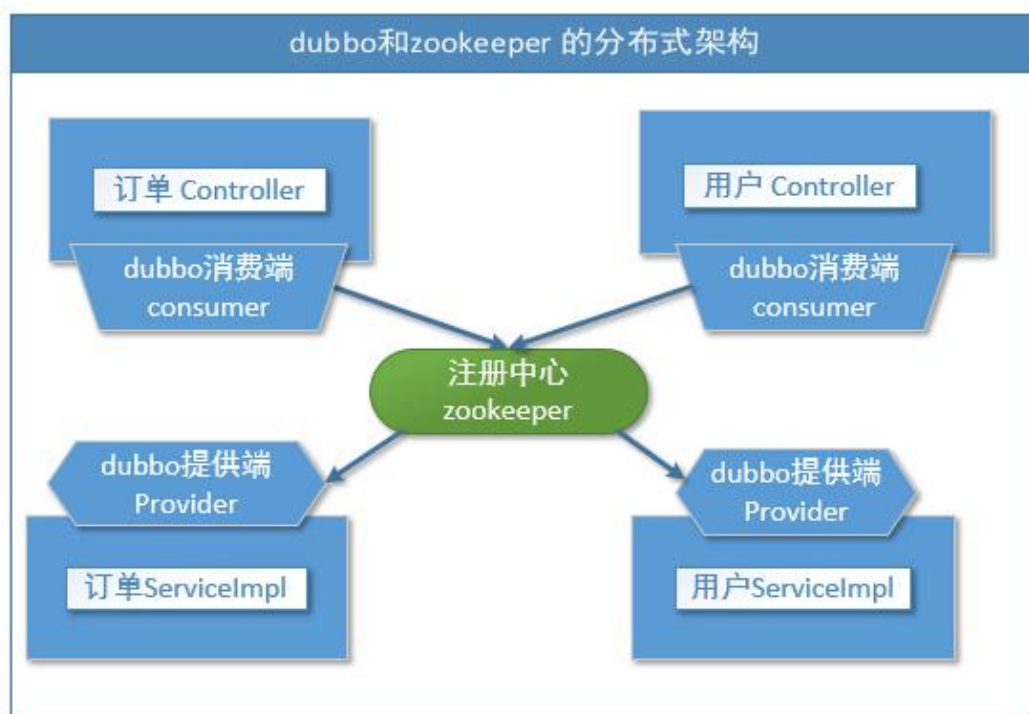 dubbo和zookeeper 的分布式架构
订单 Controller
用户 Controller
dubbo消费端
consumer
dubbo消费端
consumer
注册中心
zookeeper
dubbo提供端
Provider
dubbo提供端
Provider
订单ServiceImpl
用户ServiceImpl